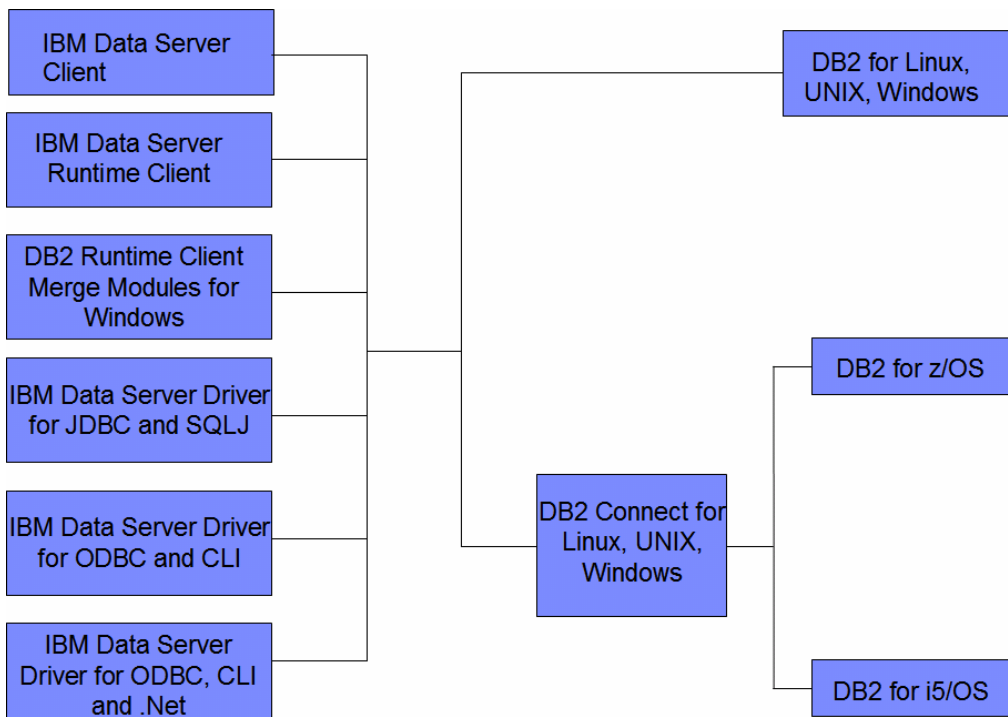 IBM Data Server
Client
IBM Data Server
Runtime Client
DB2 Runtime Client
Merge Modules for
Windows
IBM Data Server Driver
for JDBC and SQLJ
IBM Data Server Driver
for ODBC and CLI
IBM Data Server
Driver for ODBC, CLI
and .Net
DB2 Connect for
Linux, UNIX,
Windows
DB2 for Linux,
UNIX, Windows
DB2 for z/OS
DB2 for i5/OS